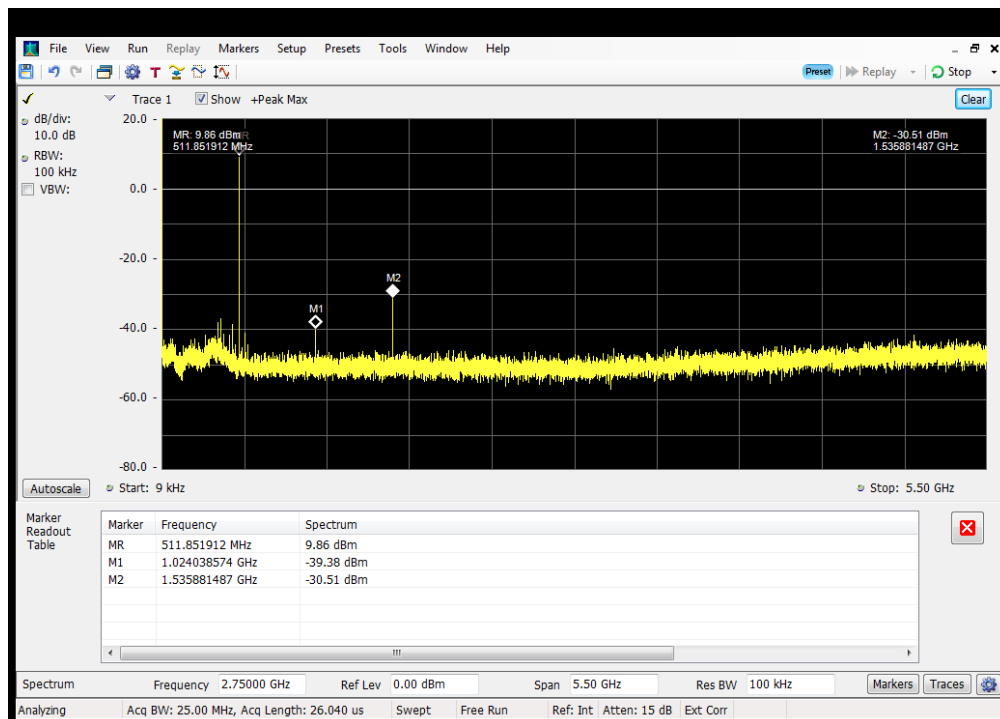 File View Run Replay Markers Setup Presets Tools Window Help
T Preset Replay Stop
Trace 1 Show +Peak Max Clear
dB/div:
10.0 dB
RBW:
100 kHz
VBW:
20.0 -
0.0 -
-20.0 -
-40.0 -
-60.0 -
-80.0 -
MR: 9.86 dBm
511.851912 MHz
MR
M2: -30.51 dBm
1.535881487 GHz
M1
M2
Autoscale Start: 9 kHz Stop: 5.50 GHz
Marker
Readout
Table
Marker Frequency Spectrum
MR 511.851912 MHz 9.86 dBm
M1 1.024038574 GHz -39.38 dBm
M2 1.535881487 GHz -30.51 dBm
Spectrum Frequency 2.75000 GHz Ref Lev 0.00 dBm Span 5.50 GHz Res BW 100 kHz Markers Traces
Analyzing Acq BW: 25.00 MHz, Acq Length: 26.040 us Swept Free Run Ref: Int Atten: 15 dB Ext Corr